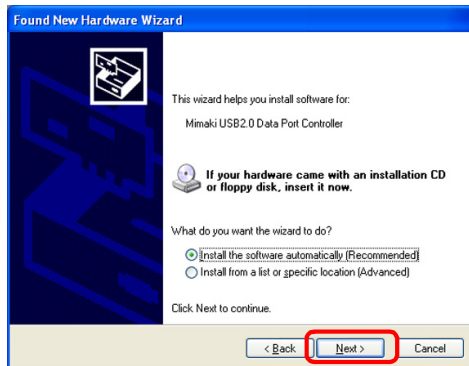 Found New Hardware Wizard
This wizard helps you install software for:
Mimaki USB2.0 Data Port Controller
If your hardware came with an installation CD
or floppy disk, insert it now.
What do you want the wizard to do?
Install the software automatically (Recommended)
Install from a list or specific location (Advanced)
Click Next to continue.
< Back Next > Cancel